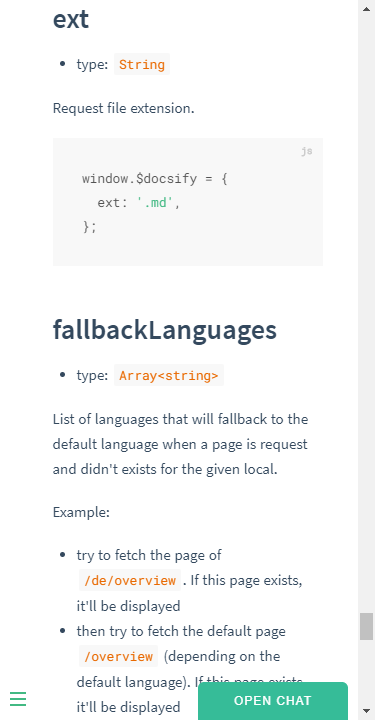 ext
type: String
Request file extension.
js
window.$docsify = {
  ext: '.md',
};
fallbackLanguages
type: Array<string>
List of languages that will fallback to the
default language when a page is request
and didn't exists for the given local.
Example:
try to fetch the page of
/de/overview . If this page exists,
it'll be displayed
then try to fetch the default page
/overview (depending on the
default language). If this page exists,
it'll be displayed
OPEN CHAT